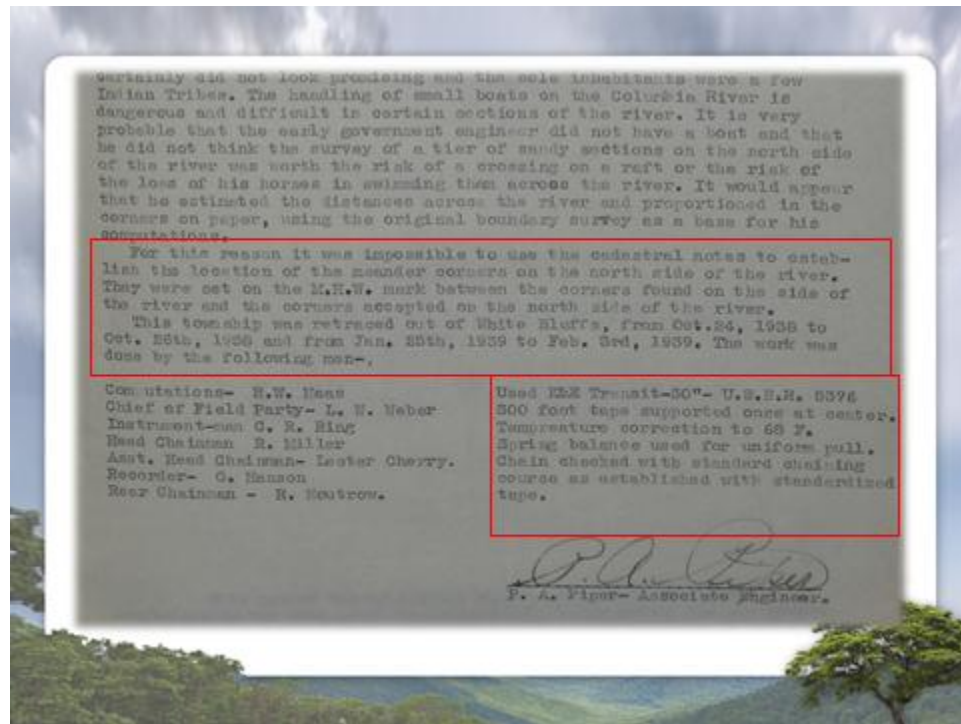 certainly did not look promising and the sole inhabitants were a few
Indian Tribes. The handling of small boats on the Columbia River is
dangerous and difficult in certain sections of the river. It is very
probable that the early government engineer did not have a boat and that
he did not think the survey of a tier of sandy sections on the north side
of the river was worth the risk of a crossing on a raft or the risk of
the loss of his horses in swimming them across the river. It would appear
that he estimated the distances across the river and proportioned in the
corners on paper, using the original boundary survey as a base for his
computations.
For this reason it was impossible to use the cadastral notes to estab-
lish the location of the meander corners on the north side of the river.
They were set on the M.H.W. mark between the corners found on the side of
the river and the corners accepted on the north side of the river.
This township was retraced out of White Bluffs, from Oct.24, 1938 to
Oct. 26th, 1938 and from Jan. 25th, 1939 to Feb. 3rd, 1939. The work was
done by the following men-,
Computations- H.W. Haas
Chief of Field Party- L. W. Weber
Instrument-man C. R. Ring
Head Chainman R. Miller
Asst. Head Chainman- Lester Cherry.
Recorder- G. Hanson
Rear Chainman - R. Moutrow.
Used K&E Transit-30"- U.S.B.R.
300 foot tape supported once at center.
Temperature correction to 68 F.
Spring balance used for uniform pull.
Chain checked with standard chaining
course as established with standardized
tape.
P. A. Piper
P. A. Piper- Associate Engineer.